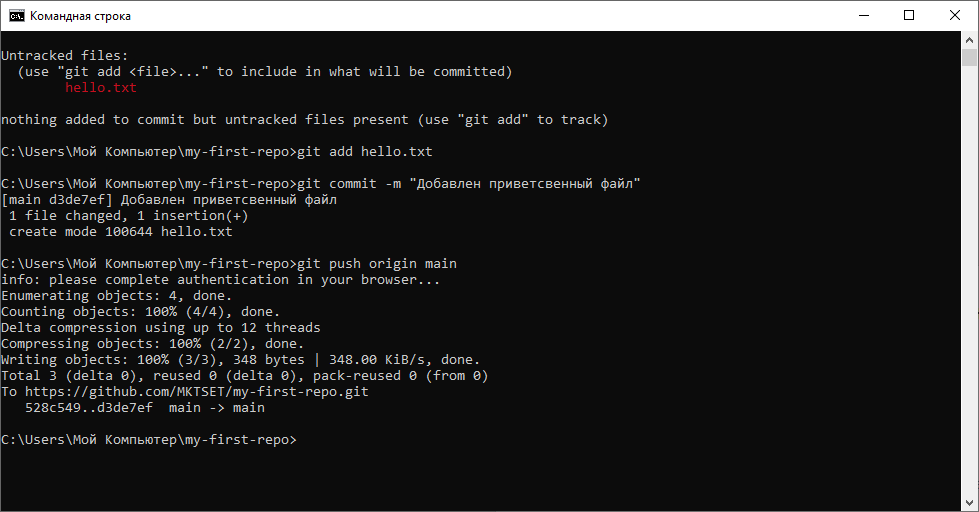 Командная строка
Untracked files:
  (use "git add <file>..." to include in what will be committed)
        hello.txt
nothing added to commit but untracked files present (use "git add" to track)
C:\Users\Мой Компьютер\my-first-repo>git add hello.txt
C:\Users\Мой Компьютер\my-first-repo>git commit -m "Добавлен приветсвенный файл"
[main d3de7ef] Добавлен приветсвенный файл
 1 file changed, 1 insertion(+)
 create mode 100644 hello.txt
C:\Users\Мой Компьютер\my-first-repo>git push origin main
info: please complete authentication in your browser...
Enumerating objects: 4, done.
Counting objects: 100% (4/4), done.
Delta compression using up to 12 threads
Compressing objects: 100% (2/2), done.
Writing objects: 100% (3/3), 348 bytes | 348.00 KiB/s, done.
Total 3 (delta 0), reused 0 (delta 0), pack-reused 0 (from 0)
To https://github.com/MKTSET/my-first-repo.git
   528c549..d3de7ef  main -> main
C:\Users\Мой Компьютер\my-first-repo>